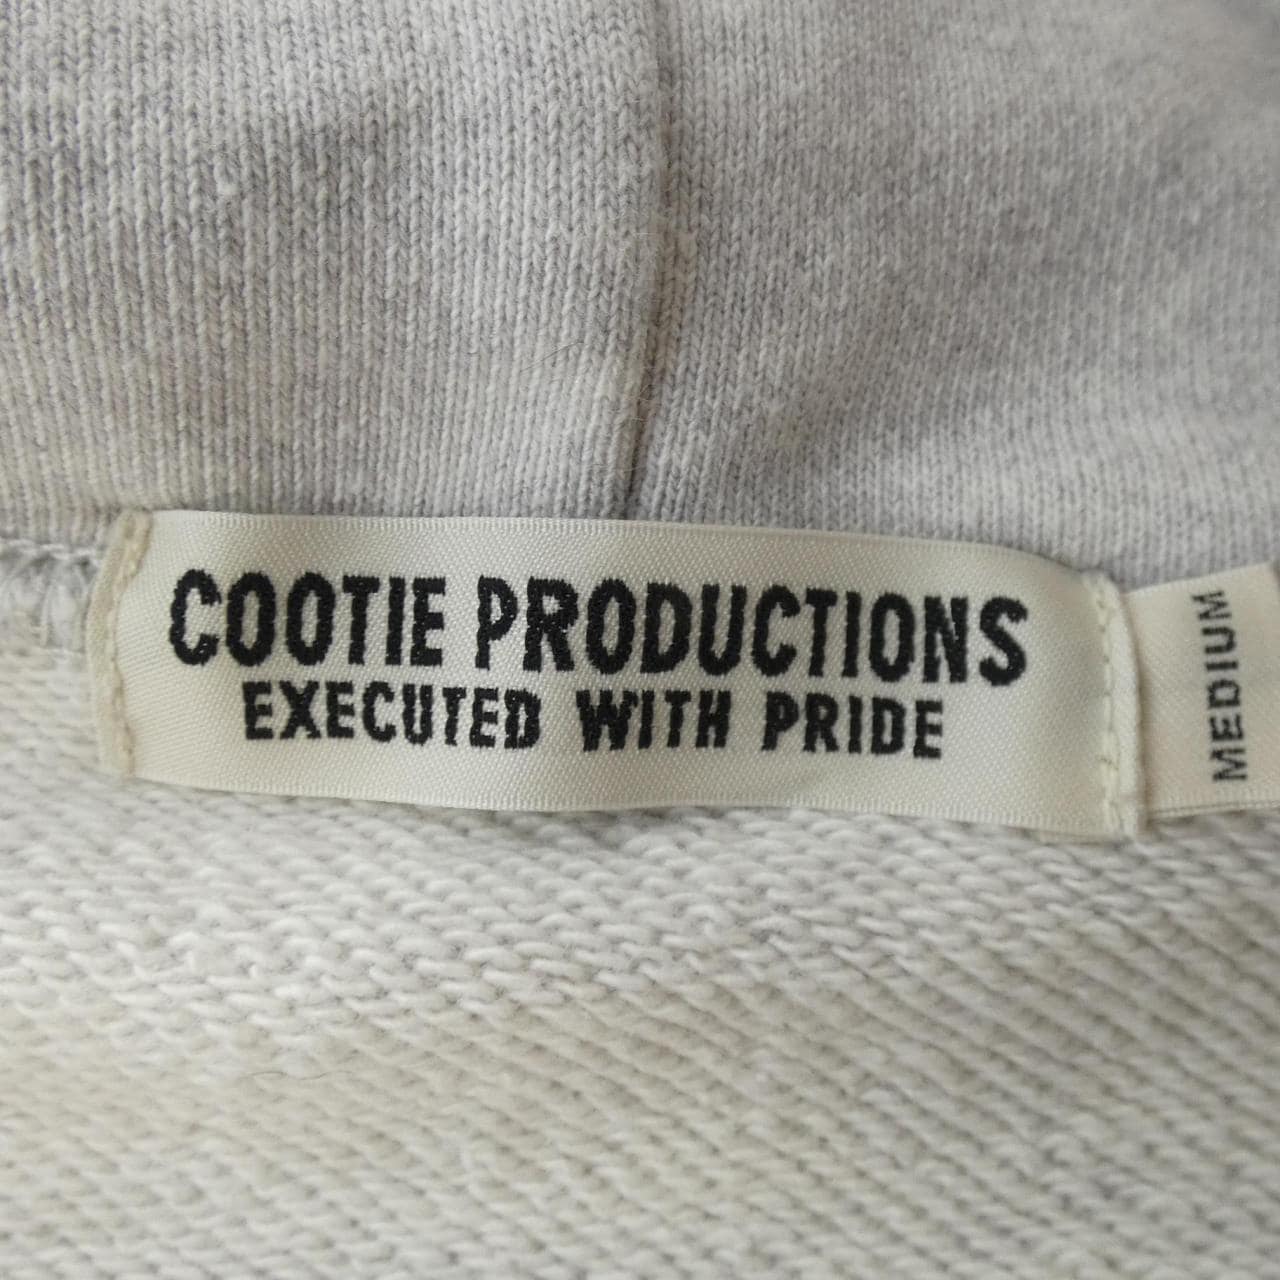 COOTIE PRODUCTIONS
EXECUTED WITH PRIDE
MEDIUM